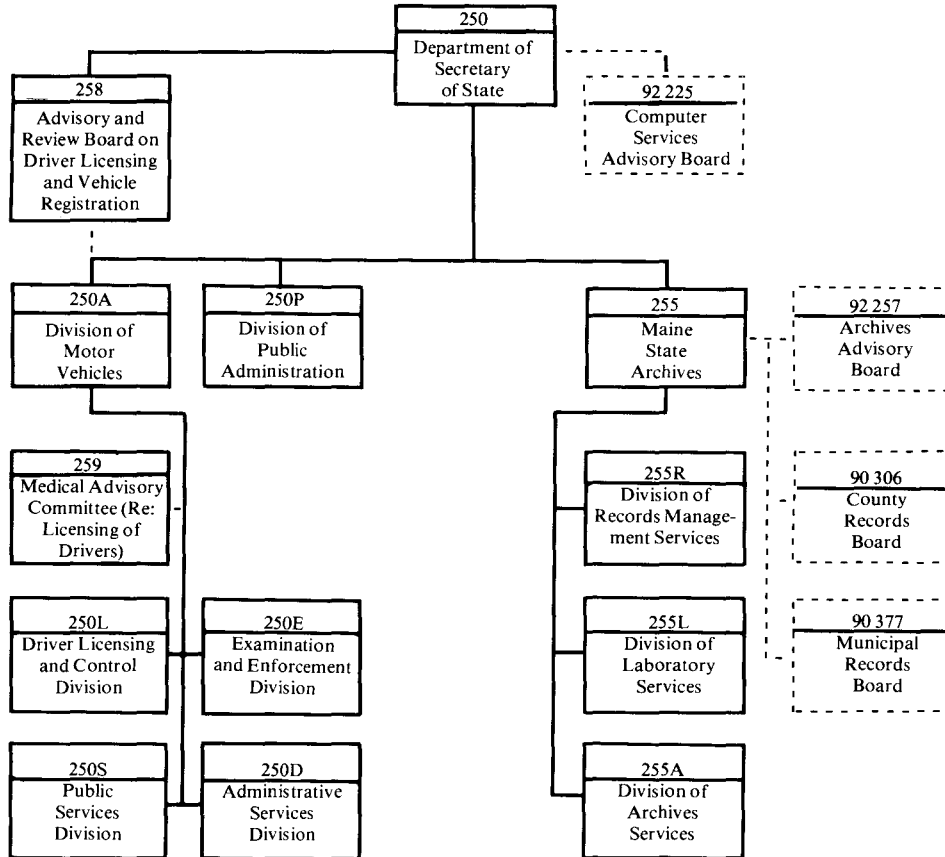 250
Department of
Secretary
of State
258
Advisory and
Review Board on
Driver Licensing
and Vehicle
Registration
92 225
Computer
Services
Advisory Board
250A
Division of
Motor
Vehicles
250P
Division of
Public
Administration
255
Maine
State
Archives
92 257
Archives
Advisory
Board
259
Medical Advisory
Committee (Re:
Licensing of
Drivers)
255R
Division of
Records Manage-
ment Services
90 306
County
Records
Board
250L
Driver Licensing
and Control
Division
250E
Examination
and Enforcement
Division
255L
Division of
Laboratory
Services
90 377
Municipal
Records
Board
250S
Public
Services
Division
250D
Administrative
Services
Division
255A
Division of
Archives
Services